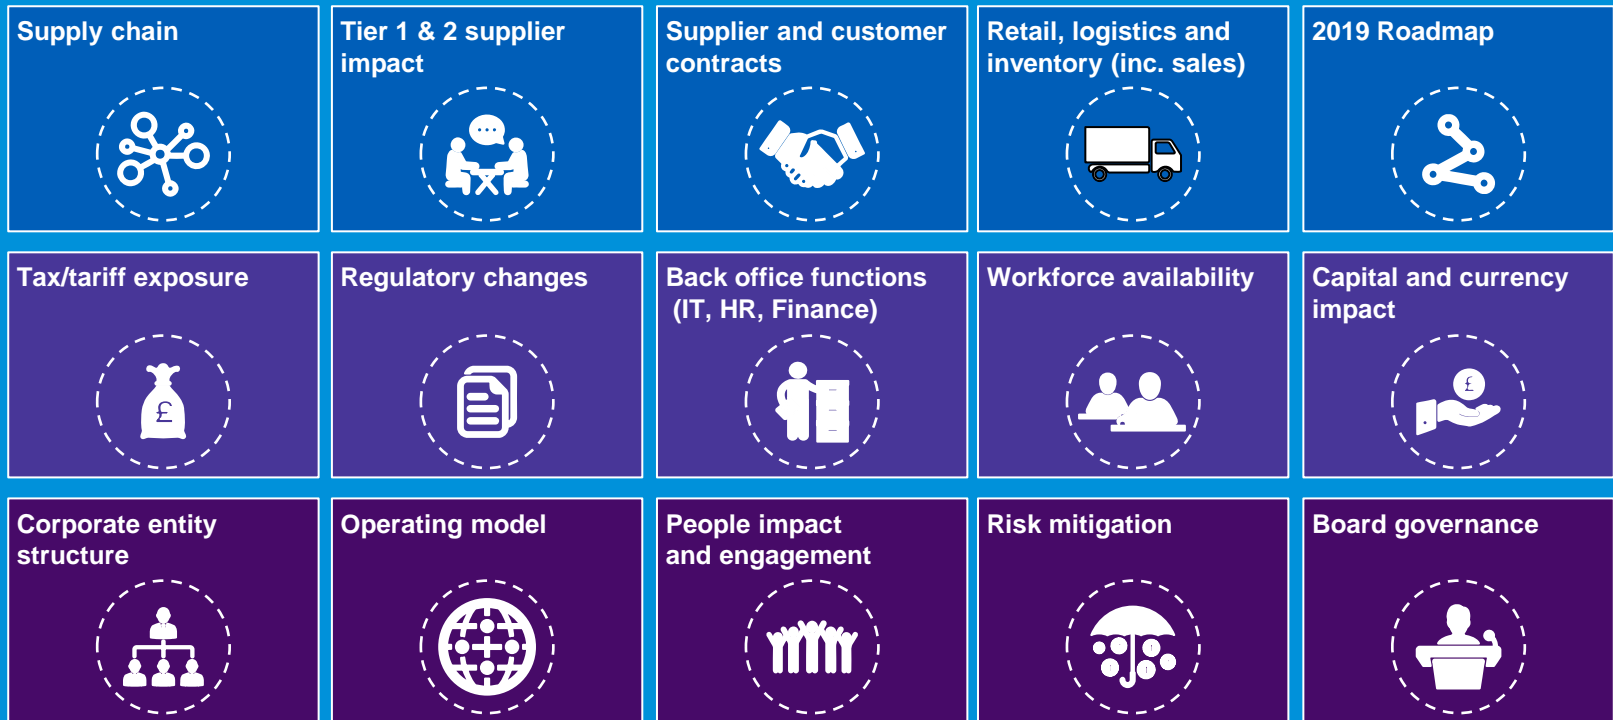 Supply chain
Tier 1 & 2 supplier
impact
Supplier and customer
contracts
Retail, logistics and
inventory (inc. sales)
2019 Roadmap
Tax/tariff exposure
£
Regulatory changes
Back office functions
(IT, HR, Finance)
Workforce availability
Capital and currency
impact
£
Corporate entity
structure
Operating model
People impact
and engagement
Risk mitigation
Board governance